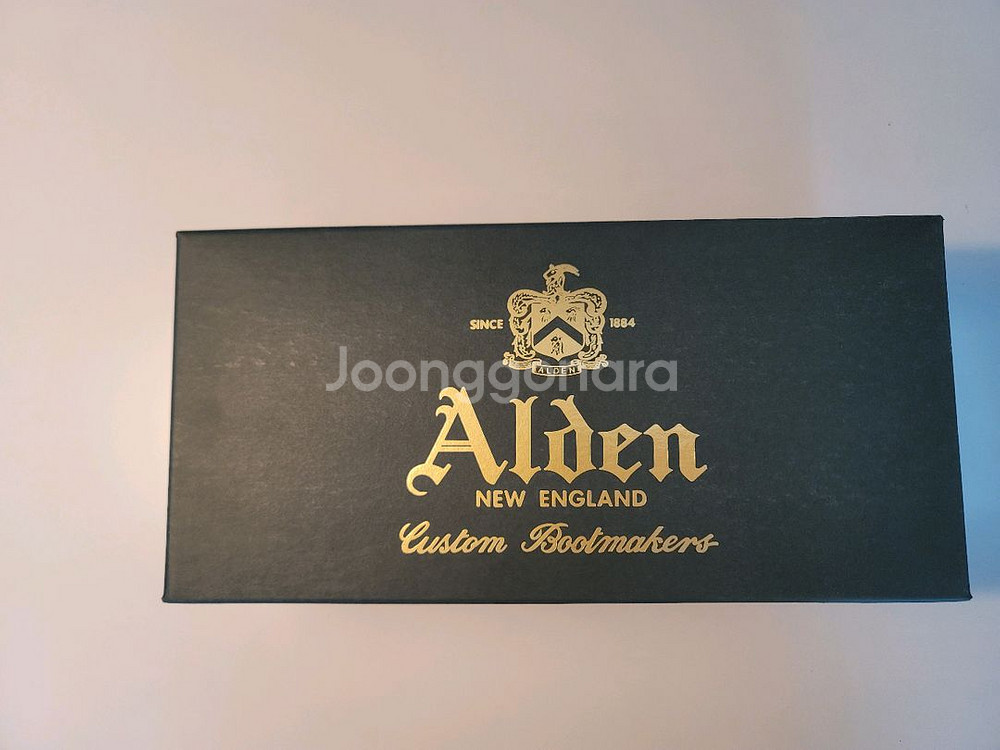 SINCE 1884
ALDEN
Joonggonara
Alden
NEW ENGLAND
Custom Bootmakers